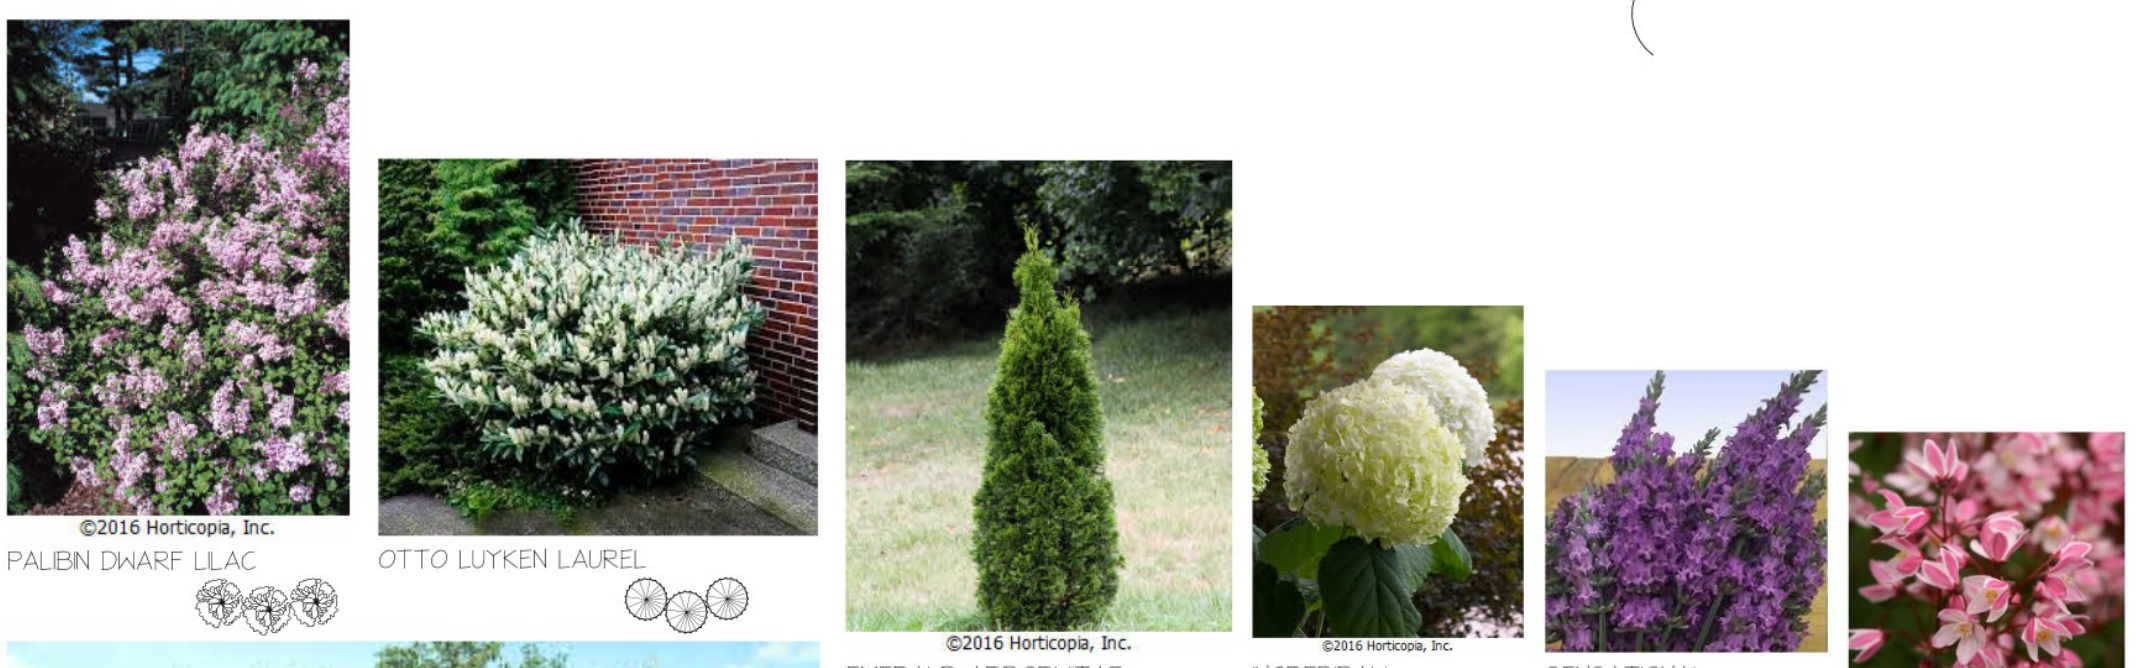 ©2016 Horticopia, Inc.
PALIBIN DWARF LILAC
OTTO LUYKEN LAUREL
©2016 Horticopia, Inc.
©2016 Horticopia, Inc.